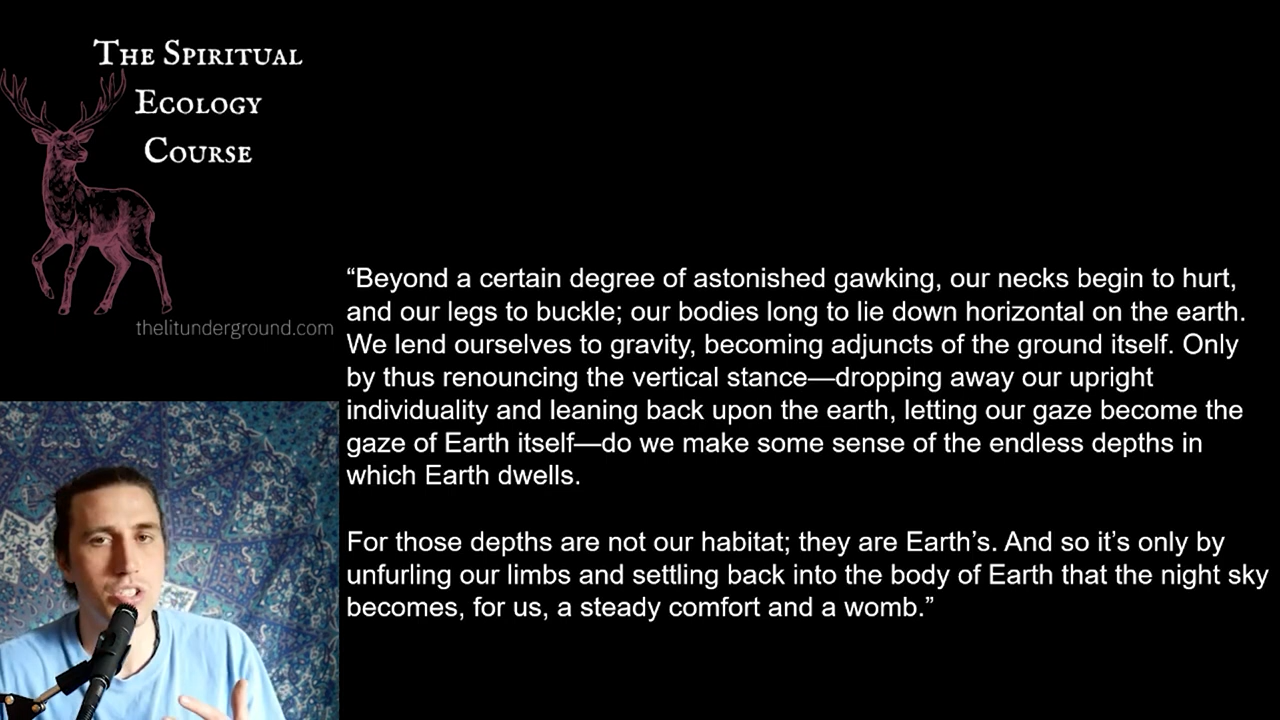 The Spiritual
Ecology
Course
thelitunderground.com
“Beyond a certain degree of astonished gawking, our necks begin to hurt,
and our legs to buckle; our bodies long to lie down horizontal on the earth.
We lend ourselves to gravity, becoming adjuncts of the ground itself. Only
by thus renouncing the vertical stance—dropping away our upright
individuality and leaning back upon the earth, letting our gaze become the
gaze of Earth itself—do we make some sense of the endless depths in
which Earth dwells.
For those depths are not our habitat; they are Earth’s. And so it’s only by
unfurling our limbs and settling back into the body of Earth that the night sky
becomes, for us, a steady comfort and a womb.”